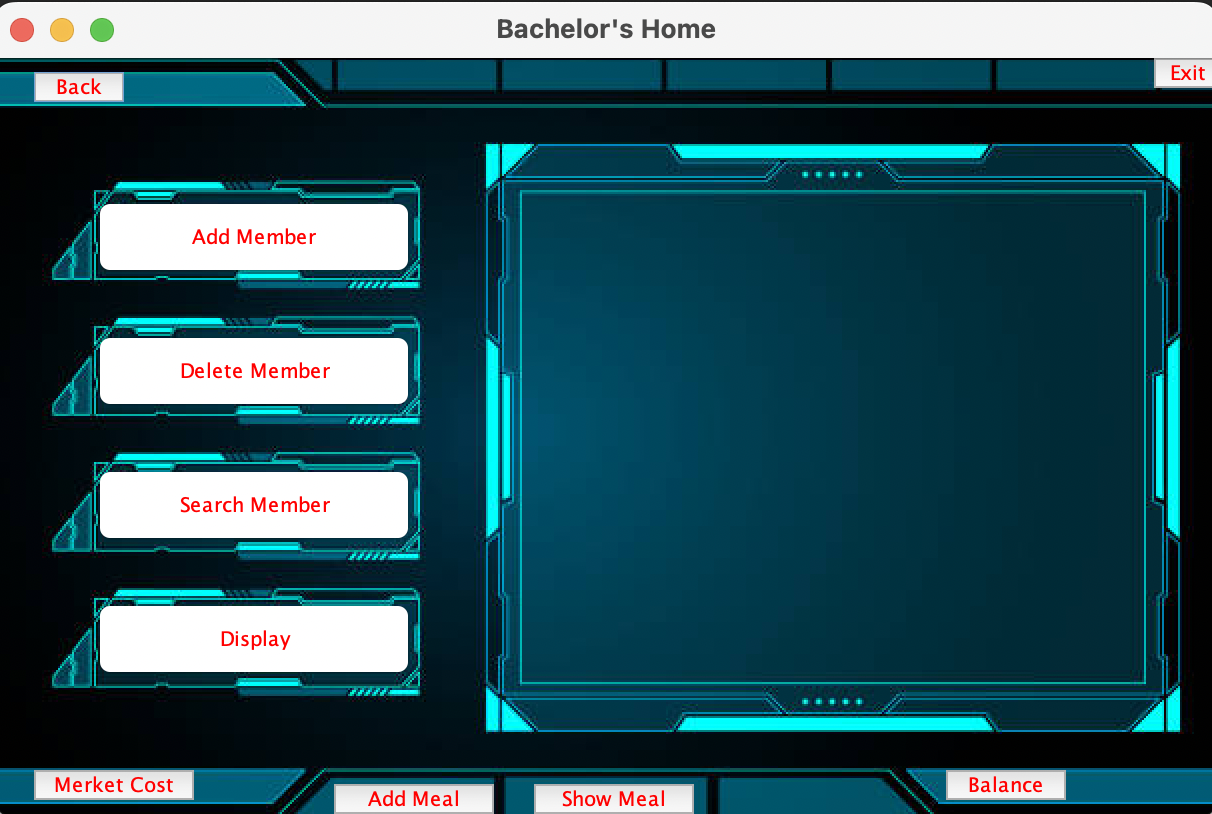 Bachelor's Home
Back
Exit
Add Member
Delete Member
Search Member
Display
Merket Cost
Add Meal
Show Meal
Balance